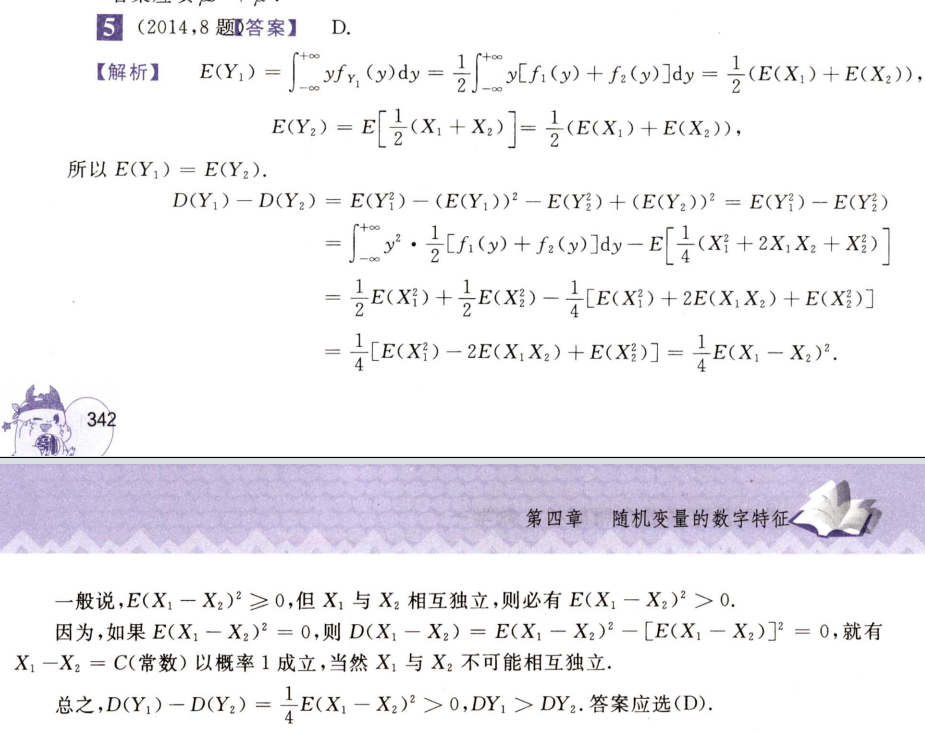 5 (2014,8 题)【答案】 D.
【解析】 E(Y₁) = ∫_{-∞}^{+∞} yf_{Y₁}(y)dy = 1/2 ∫_{-∞}^{+∞} y[f₁(y) + f₂(y)]dy = 1/2 (E(X₁) + E(X₂)),
E(Y₂) = E[1/2 (X₁ + X₂)] = 1/2 (E(X₁) + E(X₂)),
所以 E(Y₁) = E(Y₂).
D(Y₁) − D(Y₂) = E(Y₁²) − (E(Y₁))² − E(Y₂²) + (E(Y₂))² = E(Y₁²) − E(Y₂²)
= ∫_{-∞}^{+∞} y² · 1/2 [f₁(y) + f₂(y)]dy − E[1/4 (X₁² + 2X₁X₂ + X₂²)]
= 1/2 E(X₁²) + 1/2 E(X₂²) − 1/4 [E(X₁²) + 2E(X₁X₂) + E(X₂²)]
= 1/4 [E(X₁²) − 2E(X₁X₂) + E(X₂²)] = 1/4 E(X₁ − X₂)².
342
第四章 随机变量的数字特征
一般说,E(X₁ − X₂)² ⩾ 0,但 X₁ 与 X₂ 相互独立,则必有 E(X₁ − X₂)² > 0.
因为,如果 E(X₁ − X₂)² = 0,则 D(X₁ − X₂) = E(X₁ − X₂)² − [E(X₁ − X₂)]² = 0,就有
X₁ −X₂ = C(常数) 以概率 1 成立,当然 X₁ 与 X₂ 不可能相互独立.
总之,D(Y₁) − D(Y₂) = 1/4 E(X₁ − X₂)² > 0,DY₁ > DY₂. 答案应选(D).